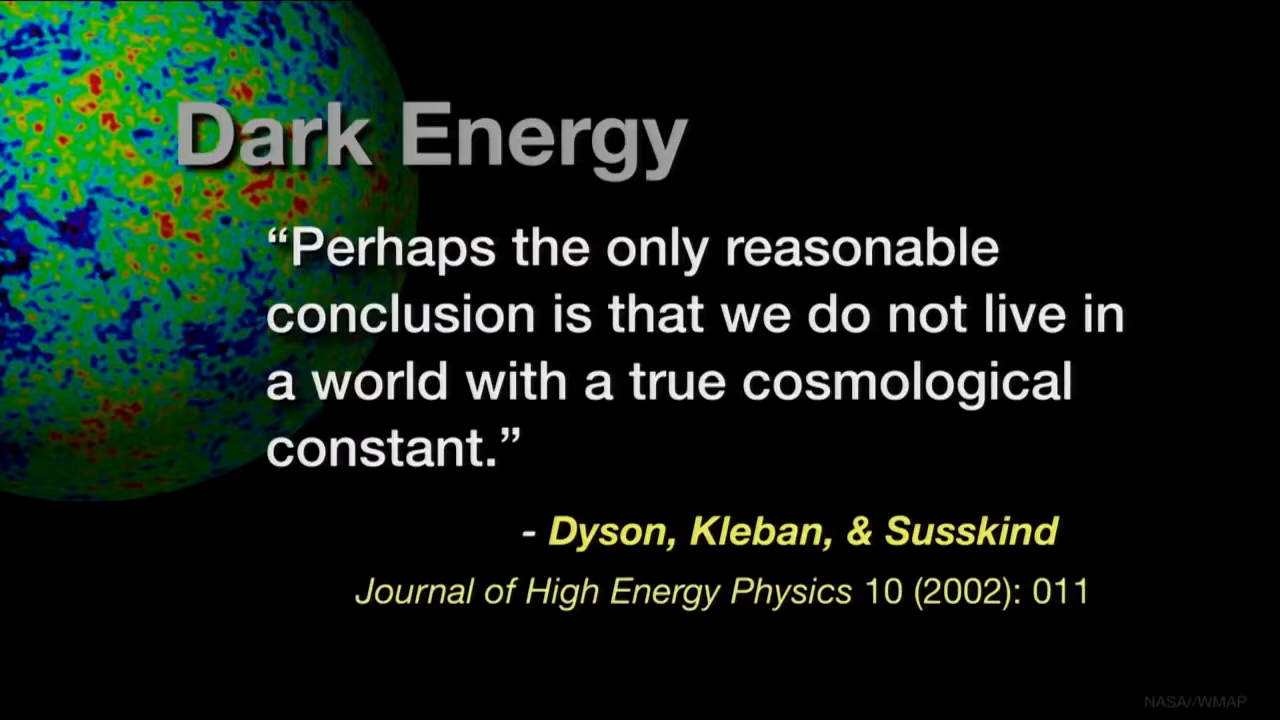 Dark Energy
“Perhaps the only reasonable
conclusion is that we do not live in
a world with a true cosmological
constant.”
- Dyson, Kleban, & Susskind
Journal of High Energy Physics 10 (2002): 011
NASA//WMAP